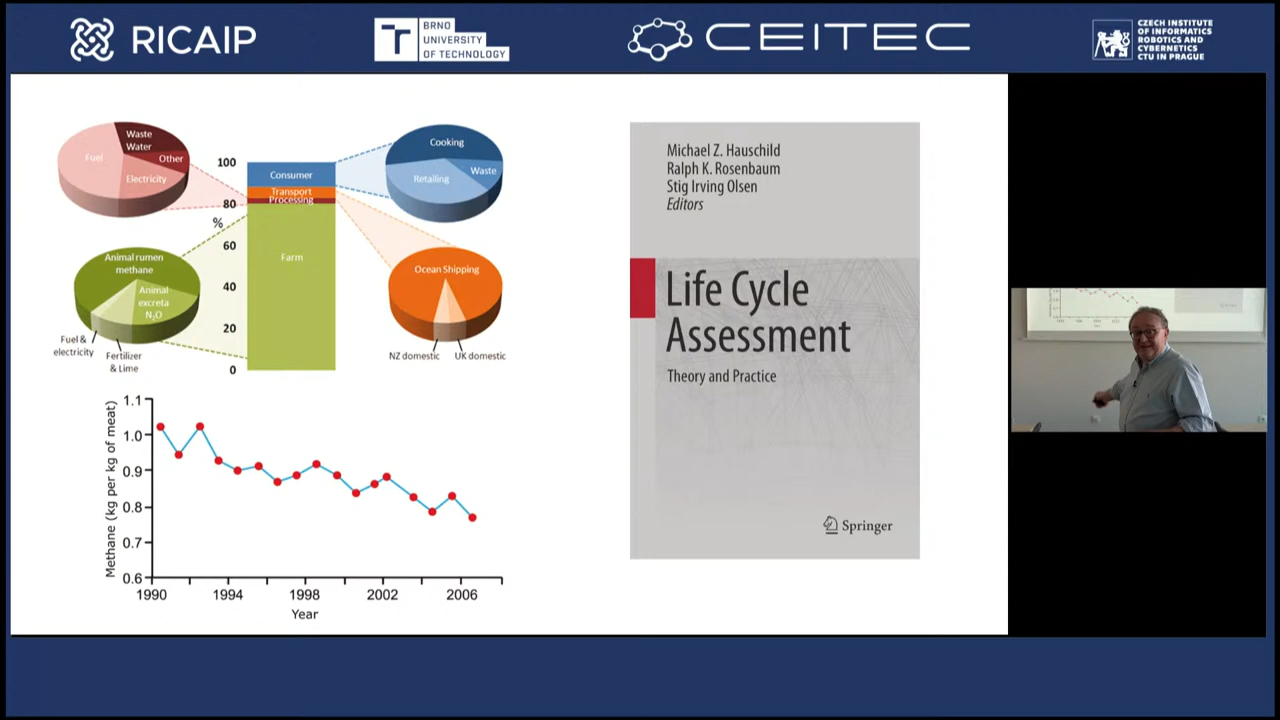 RICAIP
BRNO
UNIVERSITY
OF TECHNOLOGY
CEITEC
CZECH INSTITUTE
OF INFORMATICS
ROBOTICS AND
CYBERNETICS
CTU IN PRAGUE
Waste
Water
Fuel
Other
Electricity
100
80
%
60
40
20
0
Consumer
Transport
Processing
Farm
Cooking
Retailing
Waste
Animal rumen
methane
Animal
excreta
N₂O
Fuel &
electricity
Fertilizer
& Lime
Ocean Shipping
NZ domestic
UK domestic
Methane (kg per kg of meat)
1.1
1.0
0.9
0.8
0.7
0.6
1990
1994
1998
2002
2006
Year
Michael Z. Hauschild
Ralph K. Rosenbaum
Stig Irving Olsen
Editors
Life Cycle
Assessment
Theory and Practice
Springer